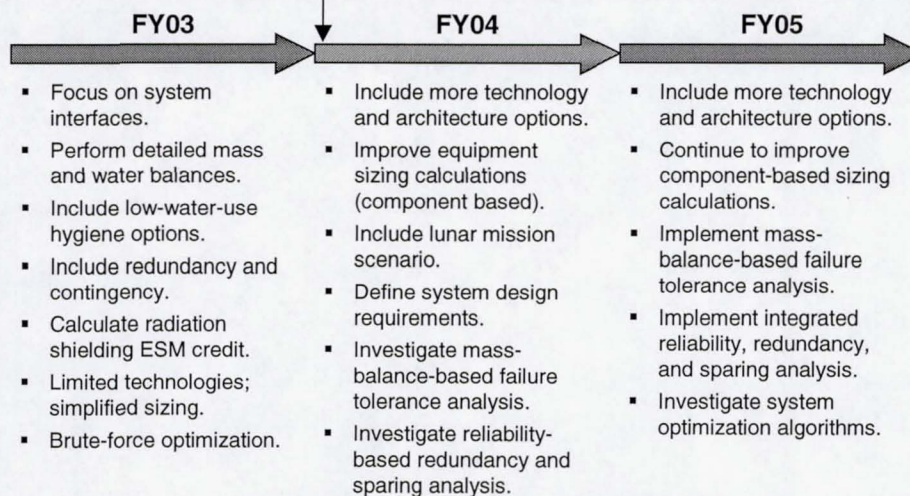 FY03
▪ Focus on system
interfaces.
▪ Perform detailed mass
and water balances.
▪ Include low-water-use
hygiene options.
▪ Include redundancy and
contingency.
▪ Calculate radiation
shielding ESM credit.
▪ Limited technologies;
simplified sizing.
▪ Brute-force optimization.
FY04
▪ Include more technology
and architecture options.
▪ Improve equipment
sizing calculations
(component based).
▪ Include lunar mission
scenario.
▪ Define system design
requirements.
▪ Investigate mass-
balance-based failure
tolerance analysis.
▪ Investigate reliability-
based redundancy and
sparing analysis.
FY05
▪ Include more technology
and architecture options.
▪ Continue to improve
component-based sizing
calculations.
▪ Implement mass-
balance-based failure
tolerance analysis.
▪ Implement integrated
reliability, redundancy,
and sparing analysis.
▪ Investigate system
optimization algorithms.